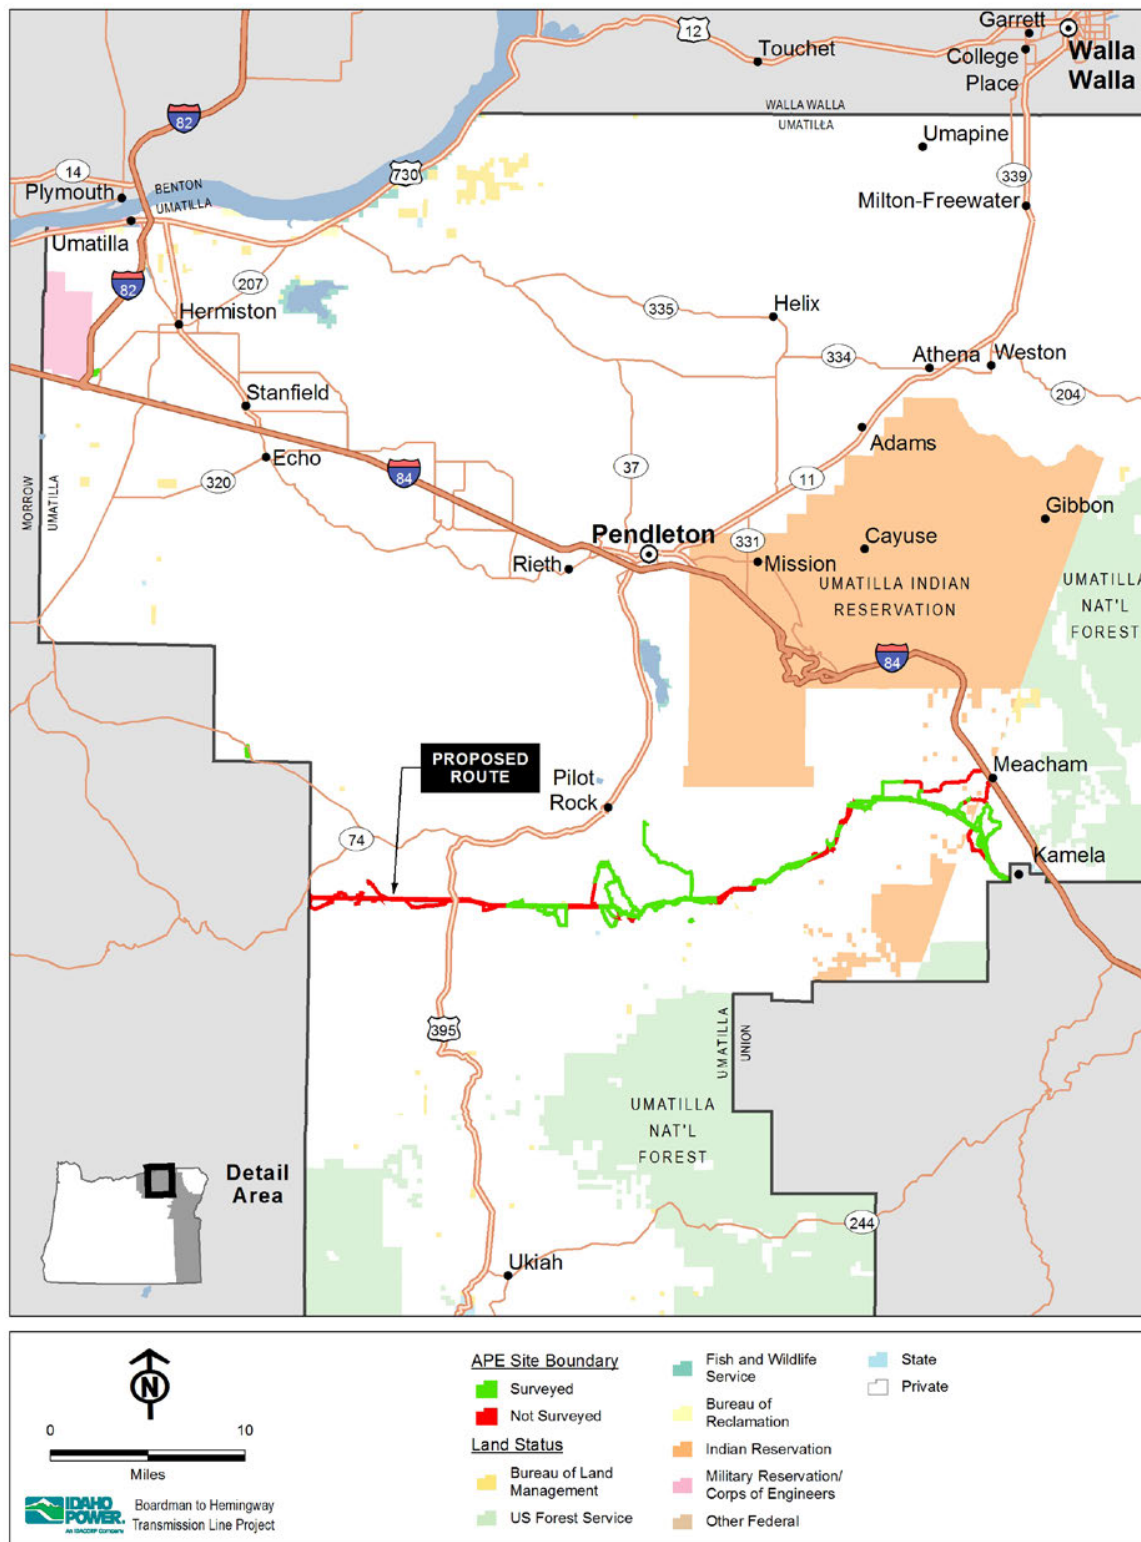 Garrett
12
Walla
Walla
Touchet
College
Place
WALLA WALLA
UMATILLA
82
Umapine
14
730
339
Plymouth
BENTON
UMATILLA
Milton-Freewater
Umatilla
82
207
Hermiston
335
Helix
334
Athena
Weston
204
Stanfield
Adams
Echo
320
84
37
11
MORROW
UMATILLA
Gibbon
Pendleton
331
Cayuse
Rieth
Mission
UMATILLA INDIAN
RESERVATION
UMATILLA
NAT'L
FOREST
84
PROPOSED
ROUTE
Meacham
Pilot
Rock
74
Kamela
395
UMATILLA
UNION
UMATILLA
NAT'L
FOREST
Detail
Area
244
Ukiah
N
0 10
Miles
IDAHO
POWER
An IDACORP Company
Boardman to Hemingway
Transmission Line Project
APE Site Boundary
Surveyed
Not Surveyed
Land Status
Bureau of Land
Management
US Forest Service
Fish and Wildlife
Service
Bureau of
Reclamation
Indian Reservation
Military Reservation/
Corps of Engineers
Other Federal
State
Private